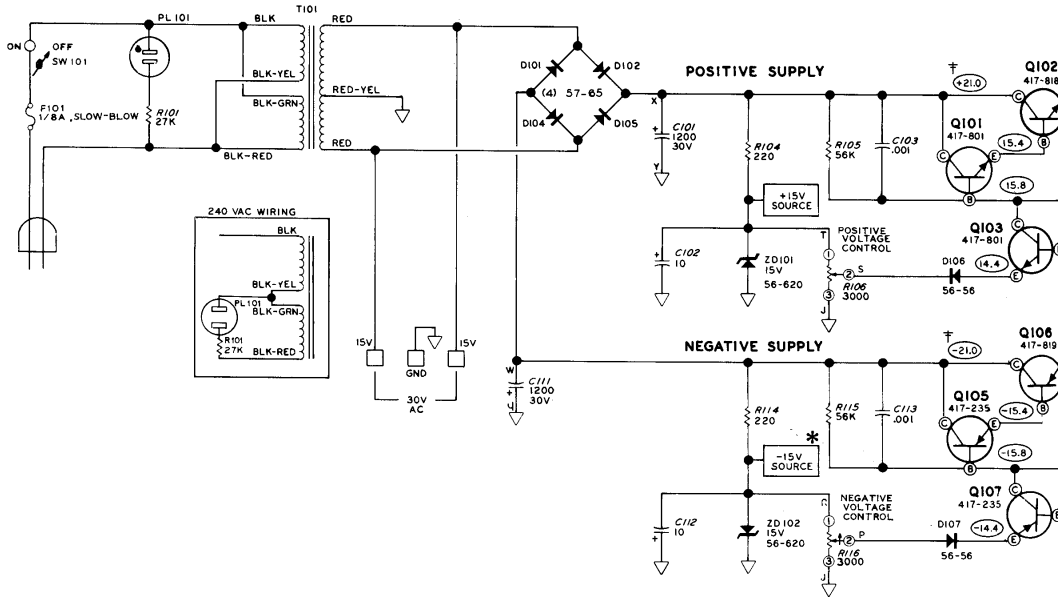 PL 101
BLK
T101
RED
ON
OFF
SW 101
F101
1/8A, SLOW-BLOW
R101
27K
BLK-YEL
BLK-GRN
BLK-RED
RED-YEL
RED
D101
D102
(4) 57-65
D104
D105
POSITIVE SUPPLY
X
C101
1200
30V
Y
R104
220
R105
56K
C103
.001
+21.0
Q102
417-818
C
B
Q101
417-801
C
E
B
15.4
15.8
Q103
417-801
C
B
E
14.4
+15V
SOURCE
C102
10
ZD101
15V
56-620
T
1
POSITIVE
VOLTAGE
CONTROL
2
S
R106
3000
3
J
D106
56-56
240 VAC WIRING
BLK
BLK-YEL
PL101
BLK-GRN
R101
27K
BLK-RED
15V
GND
15V
30V
AC
W
C111
1200
30V
U
NEGATIVE SUPPLY
R114
220
R115
56K
C113
.001
-21.0
Q106
417-819
C
B
Q105
417-235
C
E
B
-15.4
-15.8
Q107
417-235
C
B
E
-14.4
-15V
SOURCE
*
C112
10
ZD102
15V
56-620
1
NEGATIVE
VOLTAGE
CONTROL
2
P
R116
3000
3
J
D107
56-56